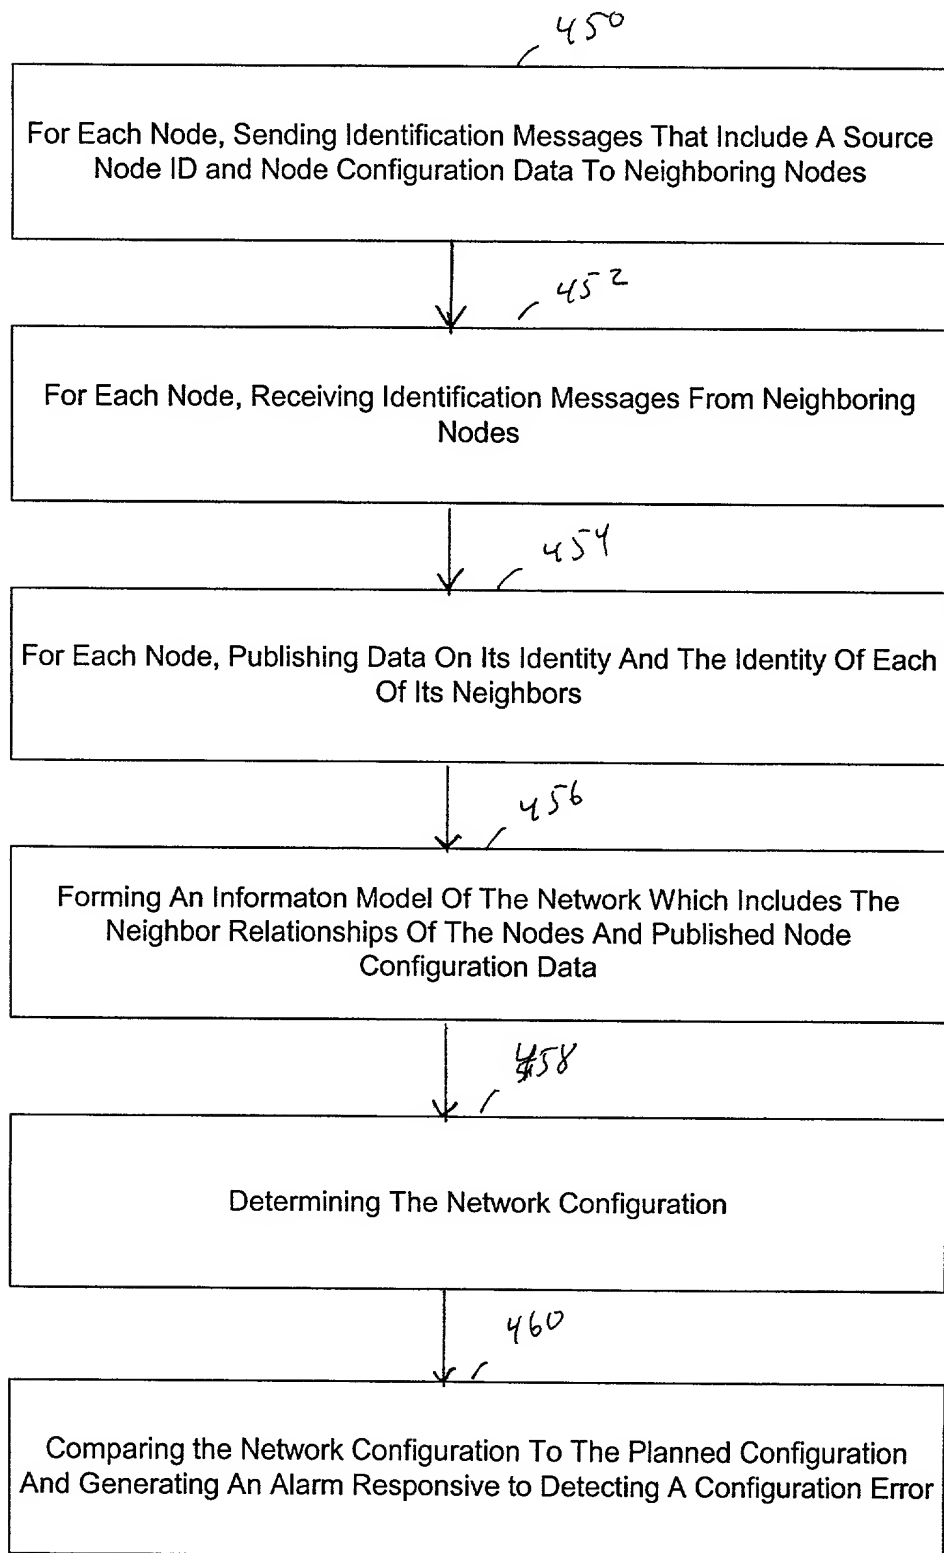 450
For Each Node, Sending Identification Messages That Include A Source
Node ID and Node Configuration Data To Neighboring Nodes
452
For Each Node, Receiving Identification Messages From Neighboring
Nodes
454
For Each Node, Publishing Data On Its Identity And The Identity Of Each
Of Its Neighbors
456
Forming An Informaton Model Of The Network Which Includes The
Neighbor Relationships Of The Nodes And Published Node
Configuration Data
458
Determining The Network Configuration
460
Comparing the Network Configuration To The Planned Configuration
And Generating An Alarm Responsive to Detecting A Configuration Error